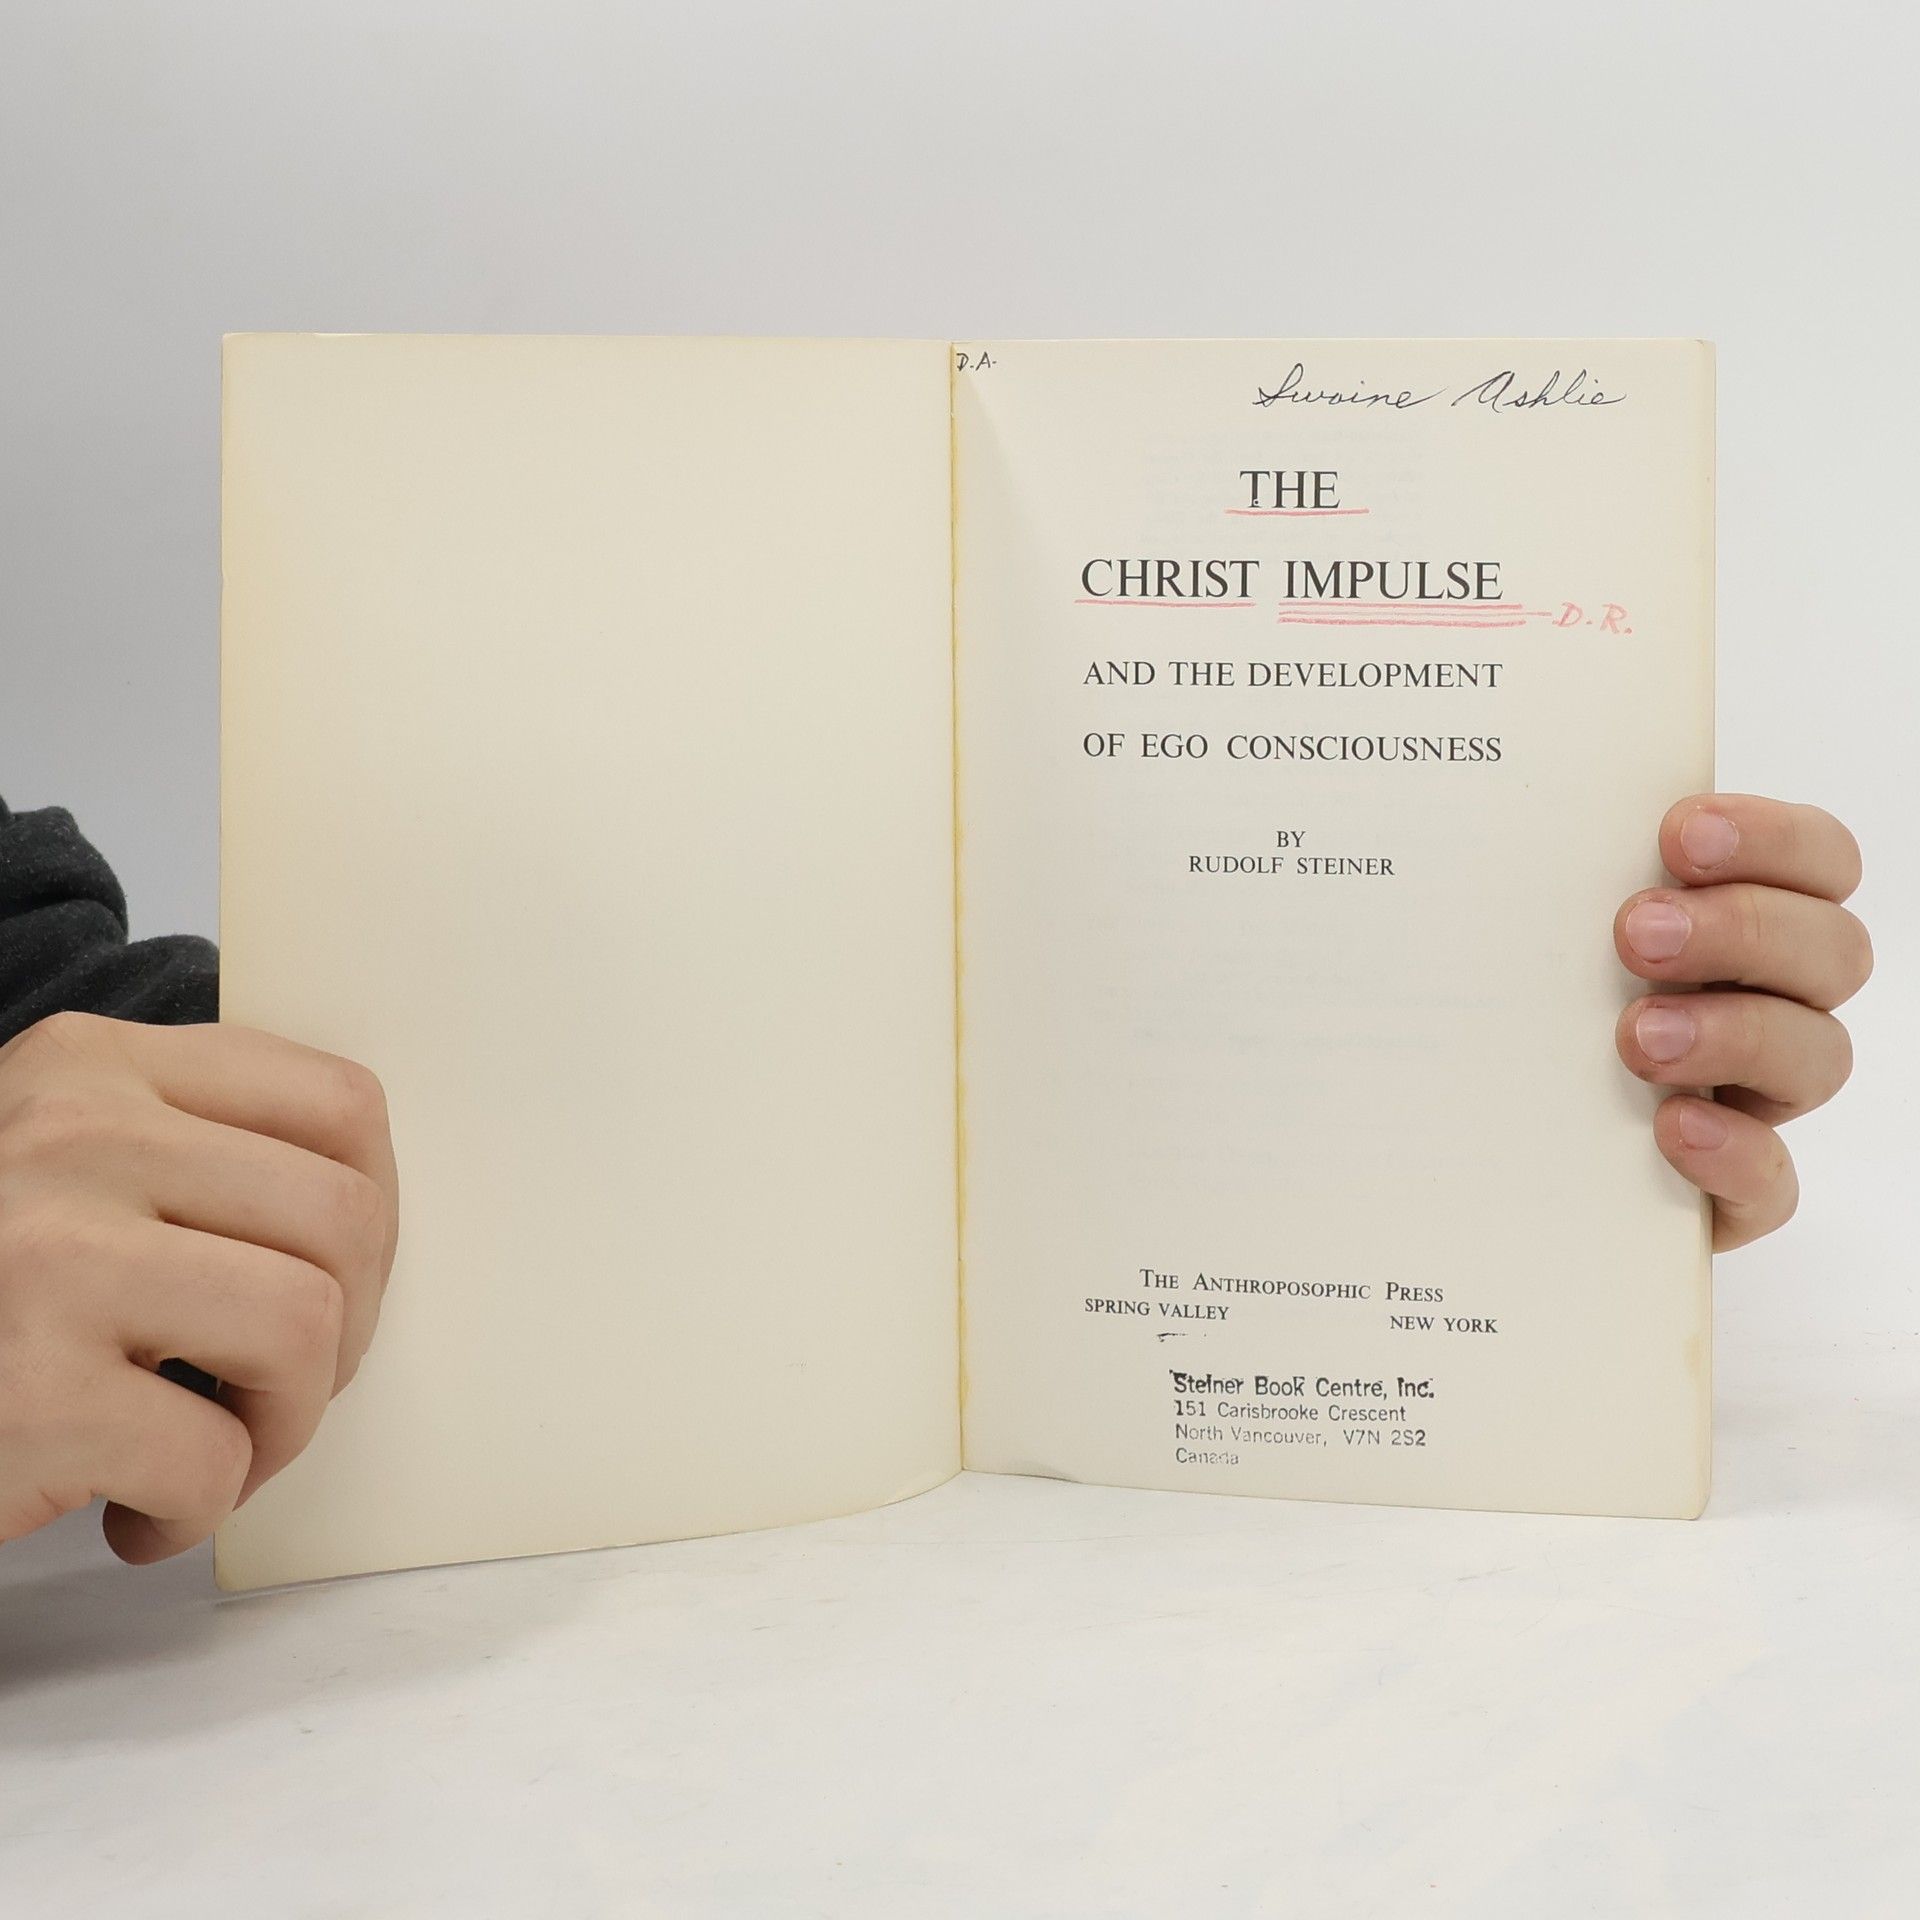 D.A.
Swaine Ashlie
THE
CHRIST IMPULSE
D.R.
AND THE DEVELOPMENT
OF EGO CONSCIOUSNESS
BY
RUDOLF STEINER
THE ANTHROPOSOPHIC PRESS
SPRING VALLEY NEW YORK
Steiner Book Centre, Inc.
151 Carisbrooke Crescent
North Vancouver, V7N 2S2
Canada